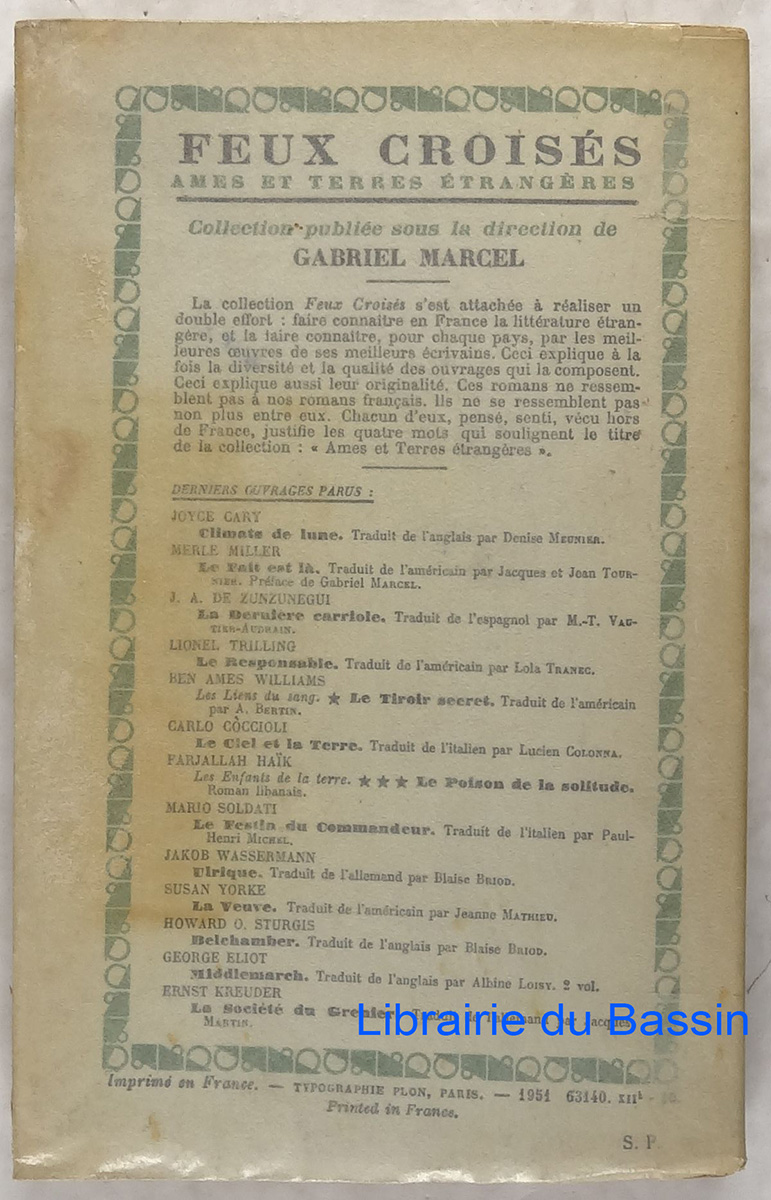 FEUX CROISÉS
AMES ET TERRES ÉTRANGÈRES
Collection publiée sous la direction de
GABRIEL MARCEL
La collection Feux Croisés s'est attachée à réaliser un
double effort : faire connaître en France la littérature étran-
gère, et la faire connaître, pour chaque pays, par les meil-
leures œuvres de ses meilleurs écrivains. Ceci explique à la
fois la diversité et la qualité des ouvrages qui la composent.
Ceci explique aussi leur originalité. Ces romans ne ressem-
blent pas à nos romans français. Ils ne se ressemblent pas
non plus entre eux. Chacun d'eux, pensé, senti, vécu hors
de France, justifie les quatre mots qui soulignent le titre
de la collection : « Ames et Terres étrangères ».
DERNIERS OUVRAGES PARUS :
JOYCE CARY
Climats de lune. Traduit de l'anglais par Denise MEUNIER.
MERLE MILLER
Le Fait est là. Traduit de l'américain par Jacques et Jean TOUR-
NIER. Préface de Gabriel MARCEL.
J. A. DE ZUNZUNEGUI
La Dernière carriole. Traduit de l'espagnol par M.-T. VAU-
TIER-AUDRAIN.
LIONEL TRILLING
Le Responsable. Traduit de l'américain par Lola TRANEC.
BEN AMES WILLIAMS
Les Liens du sang. ★ Le Tiroir secret. Traduit de l'américain
par A. BERTIN.
CARLO CÒCCIOLI
Le Ciel et la Terre. Traduit de l'italien par Lucien COLONNA.
FARJALLAH HAÏK
Les Enfants de la terre. ★ ★ ★ Le Poison de la solitude.
Roman libanais.
MARIO SOLDATI
Le Festin du Commandeur. Traduit de l'italien par Paul-
Henri MICHEL.
JAKOB WASSERMANN
Ulrique. Traduit de l'allemand par Blaise BRIOD.
SUSAN YORKE
La Veuve. Traduit de l'américain par Jeanne MATHIEU.
HOWARD O. STURGIS
Belchamber. Traduit de l'anglais par Blaise BRIOD.
GEORGE ELIOT
Middlemarch. Traduit de l'anglais par Albine LOISY. 2 vol.
ERNST KREUDER
La Société du Grenier. Traduit de l'allemand par Jacques
MARTIN.
Librairie du Bassin
Imprimé en France. — TYPOGRAPHIE PLON, PARIS. — 1951 63140. XII
Printed in France.
S. P.